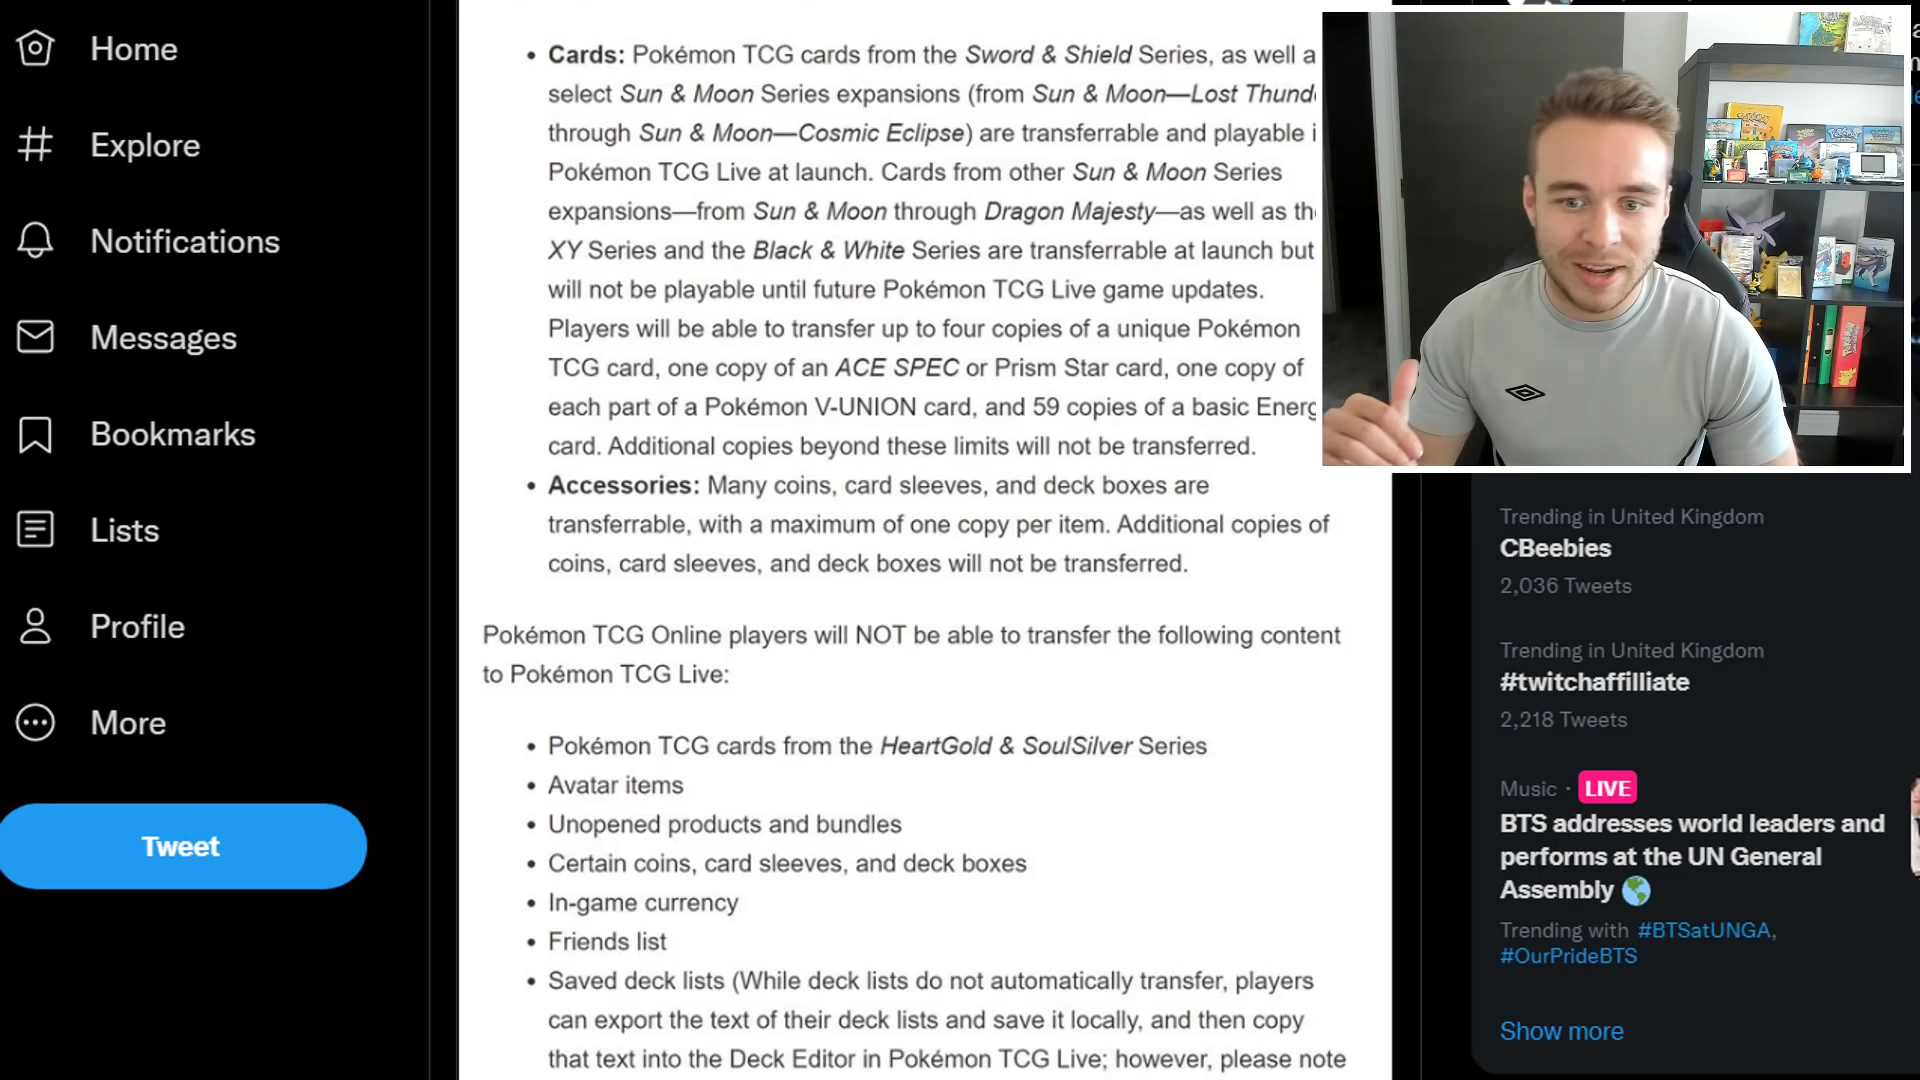 Home
Explore
Notifications
Messages
Bookmarks
Lists
Profile
More
Tweet
• Cards: Pokémon TCG cards from the Sword & Shield Series, as well a
select Sun & Moon Series expansions (from Sun & Moon—Lost Thund
through Sun & Moon—Cosmic Eclipse) are transferrable and playable i
Pokémon TCG Live at launch. Cards from other Sun & Moon Series
expansions—from Sun & Moon through Dragon Majesty—as well as th
XY Series and the Black & White Series are transferrable at launch but
will not be playable until future Pokémon TCG Live game updates.
Players will be able to transfer up to four copies of a unique Pokémon
TCG card, one copy of an ACE SPEC or Prism Star card, one copy of
each part of a Pokémon V-UNION card, and 59 copies of a basic Energ
card. Additional copies beyond these limits will not be transferred.
• Accessories: Many coins, card sleeves, and deck boxes are
transferrable, with a maximum of one copy per item. Additional copies of
coins, card sleeves, and deck boxes will not be transferred.
Pokémon TCG Online players will NOT be able to transfer the following content
to Pokémon TCG Live:
• Pokémon TCG cards from the HeartGold & SoulSilver Series
• Avatar items
• Unopened products and bundles
• Certain coins, card sleeves, and deck boxes
• In-game currency
• Friends list
• Saved deck lists (While deck lists do not automatically transfer, players
can export the text of their deck lists and save it locally, and then copy
that text into the Deck Editor in Pokémon TCG Live; however, please note
Trending in United Kingdom
CBeebies
2,036 Tweets
Trending in United Kingdom
#twitchaffilliate
2,218 Tweets
Music · LIVE
BTS addresses world leaders and
performs at the UN General
Assembly
Trending with #BTSatUNGA,
#OurPrideBTS
Show more